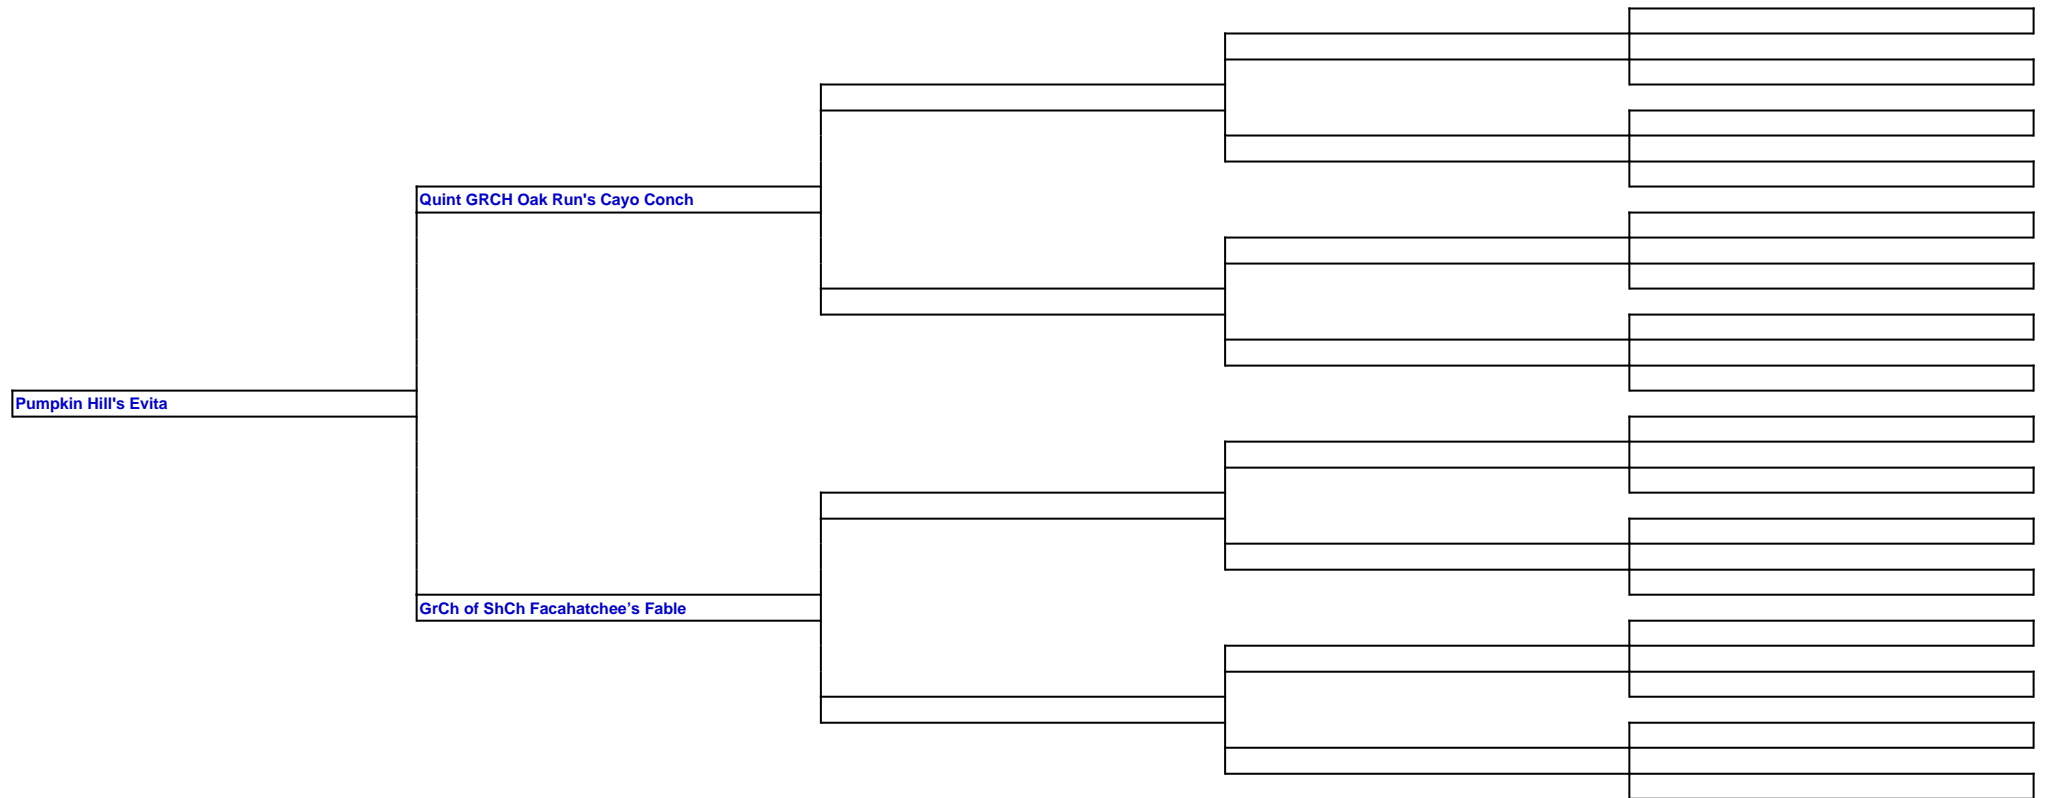 Quint GRCH Oak Run's Cayo Conch
Pumpkin Hill's Evita
GrCh of ShCh Facahatchee’s Fable